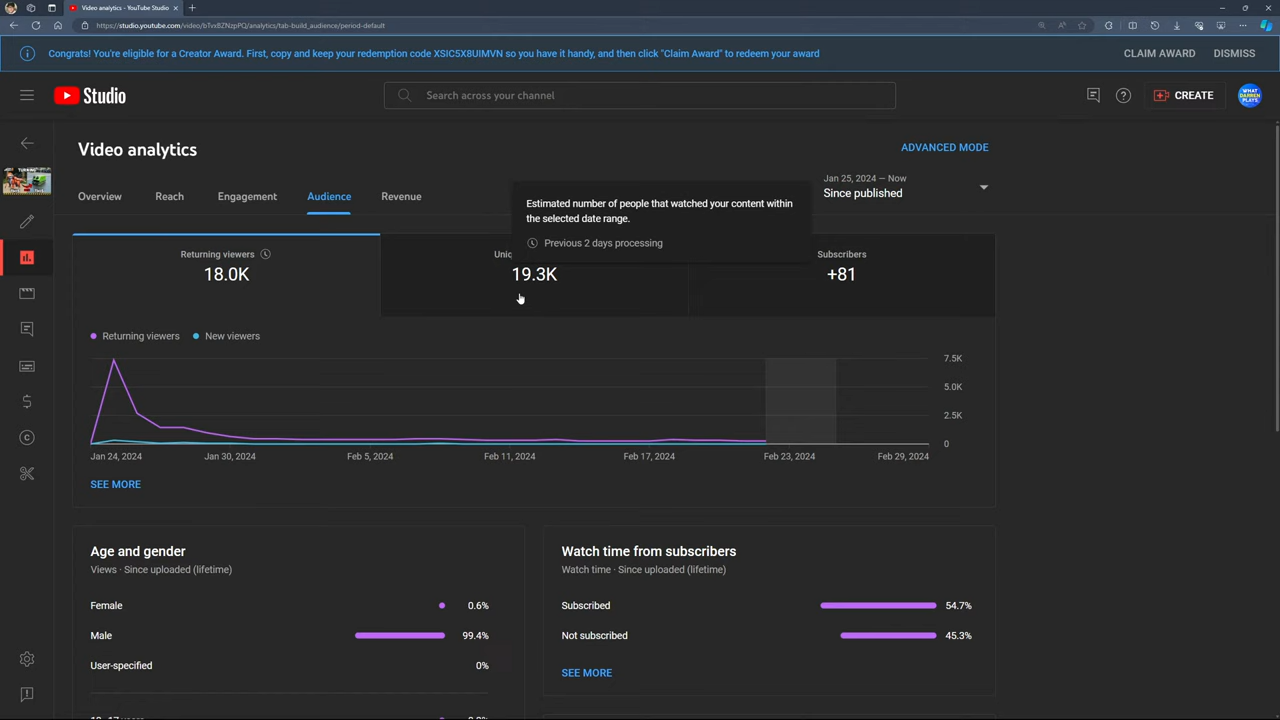 Video analytics - YouTube Studio
https://studio.youtube.com/video/bTvxBZNzpPQ/analytics/tab-build_audience/period-default
Congrats! You're eligible for a Creator Award. First, copy and keep your redemption code XSIC5X8UIMVN so you have it handy, and then click "Claim Award" to redeem your award
CLAIM AWARD
DISMISS
Studio
Search across your channel
CREATE
WHAT DARREN PLAYS
Video analytics
ADVANCED MODE
Overview
Reach
Engagement
Audience
Revenue
Jan 25, 2024 — Now
Since published
Estimated number of people that watched your content within
the selected date range.
Previous 2 days processing
Returning viewers
18.0K
Uniq
19.3K
Subscribers
+81
Returning viewers
New viewers
7.5K
5.0K
2.5K
0
Jan 24, 2024
Jan 30, 2024
Feb 5, 2024
Feb 11, 2024
Feb 17, 2024
Feb 23, 2024
Feb 29, 2024
SEE MORE
Age and gender
Views · Since uploaded (lifetime)
Female
0.6%
Male
99.4%
User-specified
0%
Watch time from subscribers
Watch time · Since uploaded (lifetime)
Subscribed
54.7%
Not subscribed
45.3%
SEE MORE